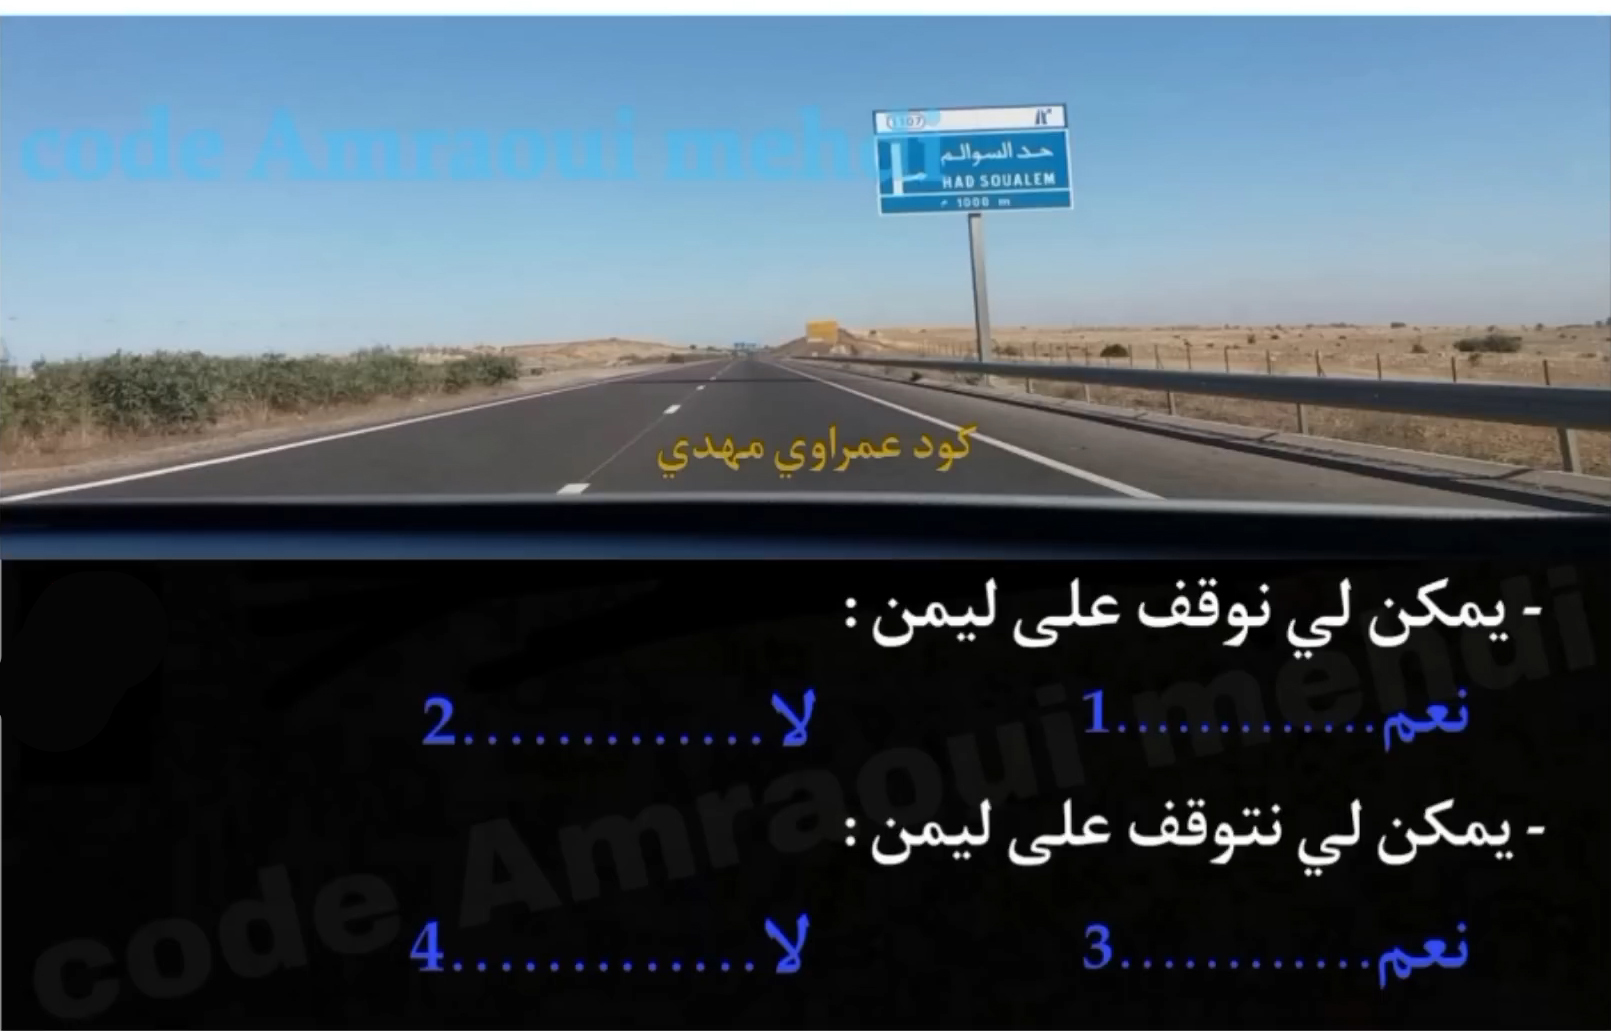 code Amraoui mehdi
1107
حد السوالم
HAD SOUALEM
1000 m م
كود عمراوي مهدي
- يمكن لي نوقف على ليمن :
نعم.............1 لا.............2
- يمكن لي نتوقف على ليمن :
نعم.............3 لا.............4
code Amraoui mehdi